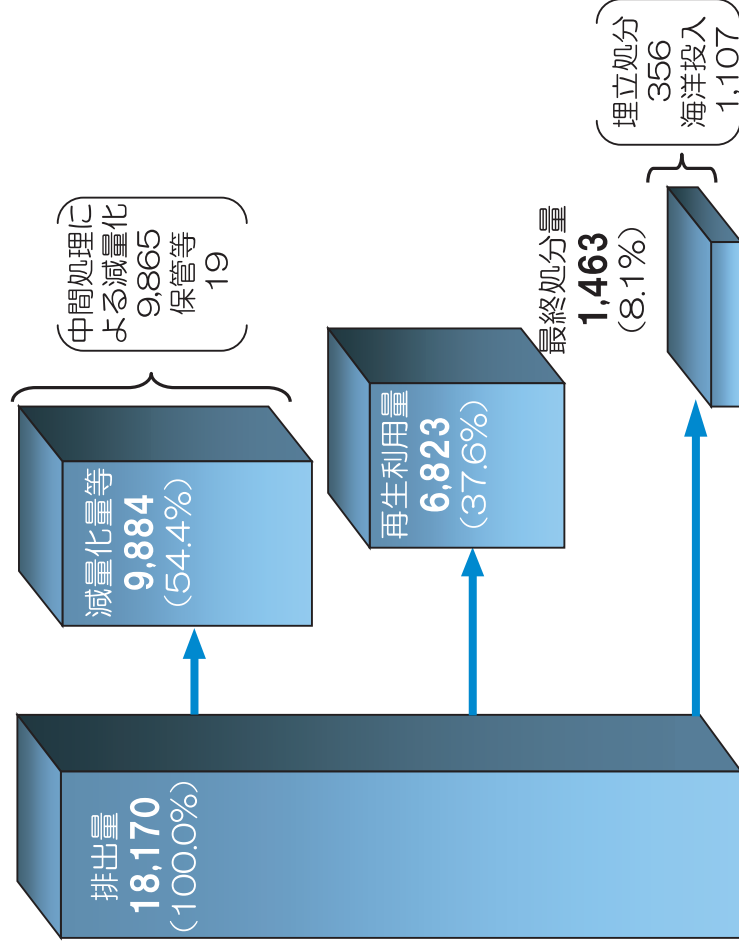 排出量
18,170
(100.0%)
減量化量等
9,884
(54.4%)
中間処理に
よる減量化
9,865
保管等
19
再生利用量
6,823
(37.6%)
最終処分量
1,463
(8.1%)
埋立処分
356
海洋投入
1,107